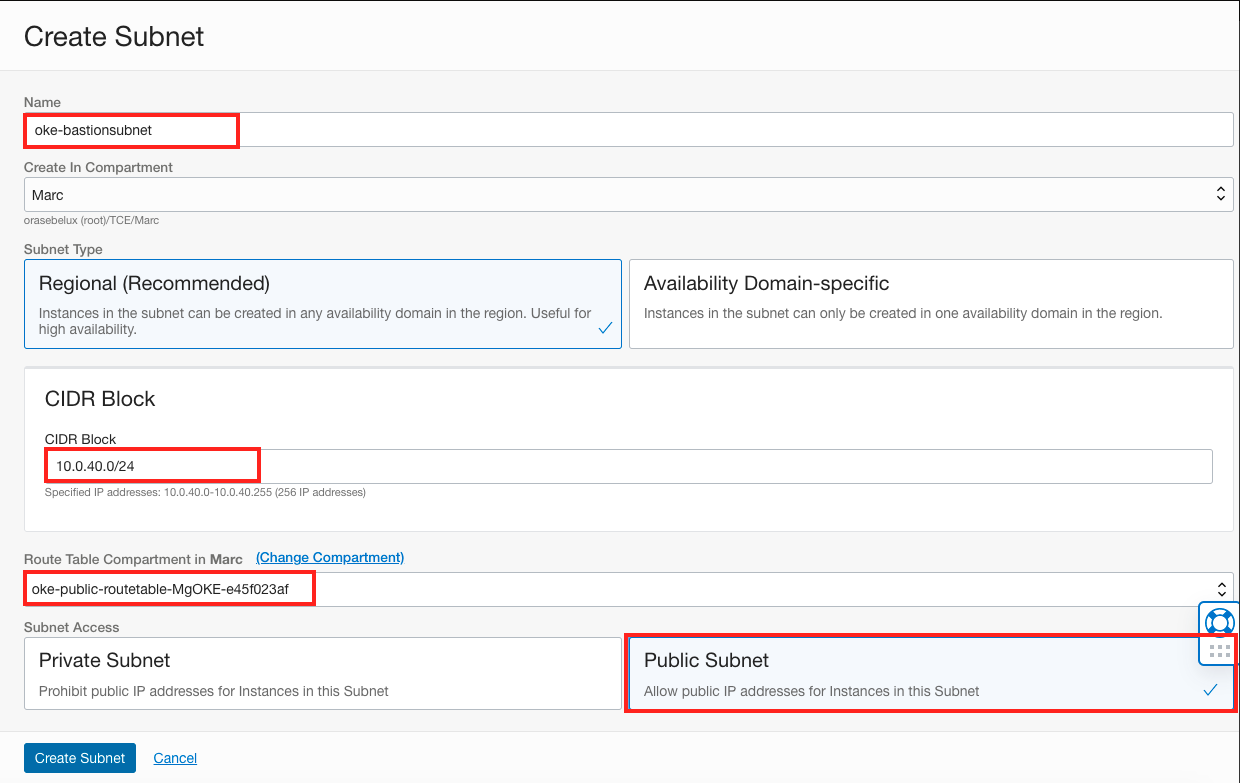 Create Subnet
Name
oke-bastionsubnet
Create In Compartment
Marc
orasebelux (root)/TCE/Marc
Subnet Type
Regional (Recommended)
Instances in the subnet can be created in any availability domain in the region. Useful for
high availability.
Availability Domain-specific
Instances in the subnet can only be created in one availability domain in the region.
CIDR Block
CIDR Block
10.0.40.0/24
Specified IP addresses: 10.0.40.0-10.0.40.255 (256 IP addresses)
Route Table Compartment in Marc (Change Compartment)
oke-public-routetable-MgOKE-e45f023af
Subnet Access
Private Subnet
Prohibit public IP addresses for Instances in this Subnet
Public Subnet
Allow public IP addresses for Instances in this Subnet
Create Subnet Cancel